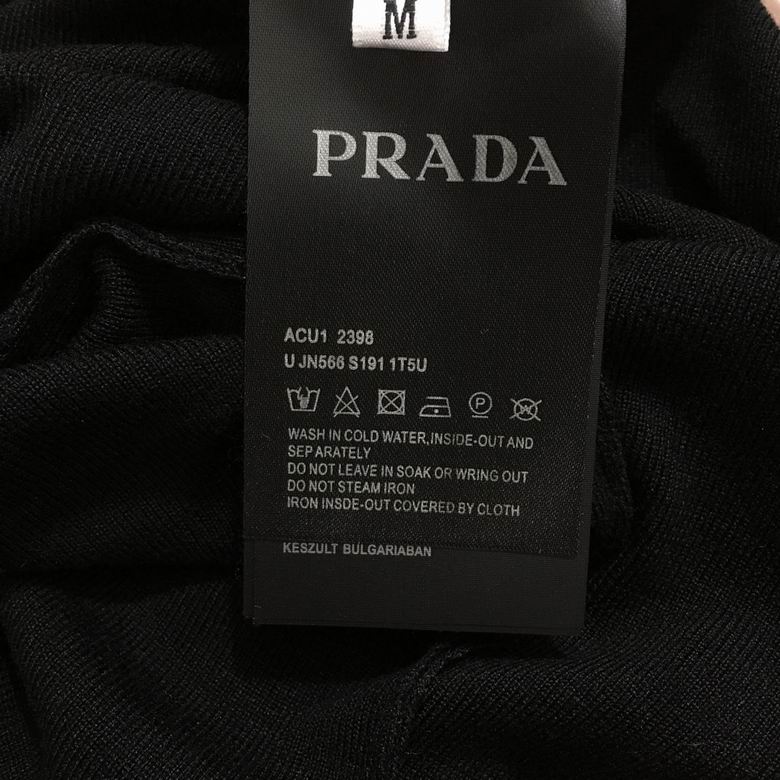 M
PRADA
ACU1 2398
U JN566 S191 1T5U
P
W
WASH IN COLD WATER,INSIDE-OUT AND
SEP ARATELY
DO NOT LEAVE IN SOAK OR WRING OUT
DO NOT STEAM IRON
IRON INSDE-OUT COVERED BY CLOTH
KESZULT BULGARIABAN